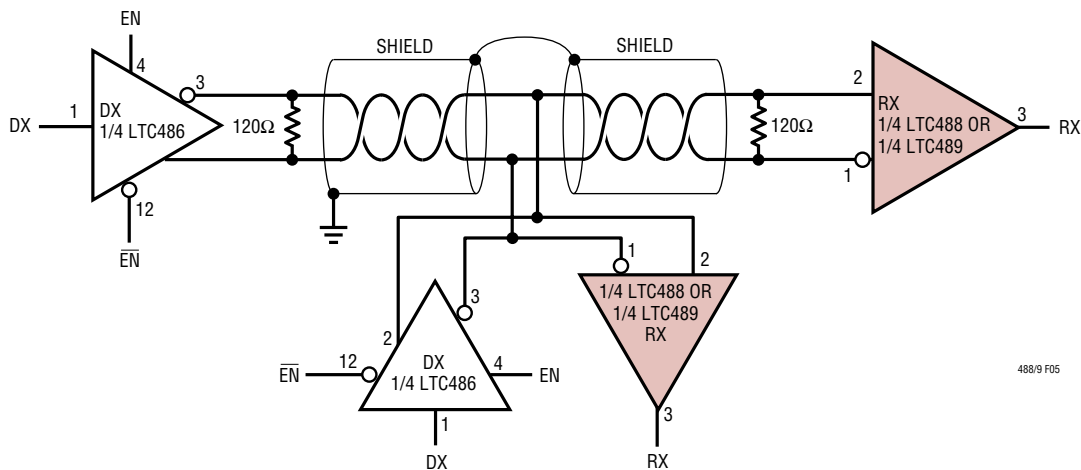 EN
4
3
1
DX
DX
1/4 LTC486
12
EN
120Ω
SHIELD
SHIELD
120Ω
2
RX
1/4 LTC488 OR
1/4 LTC489
1
3
RX
3
2
12
EN
DX
1/4 LTC486
4
EN
1
DX
1
2
1/4 LTC488 OR
1/4 LTC489
RX
3
RX
488/9 F05